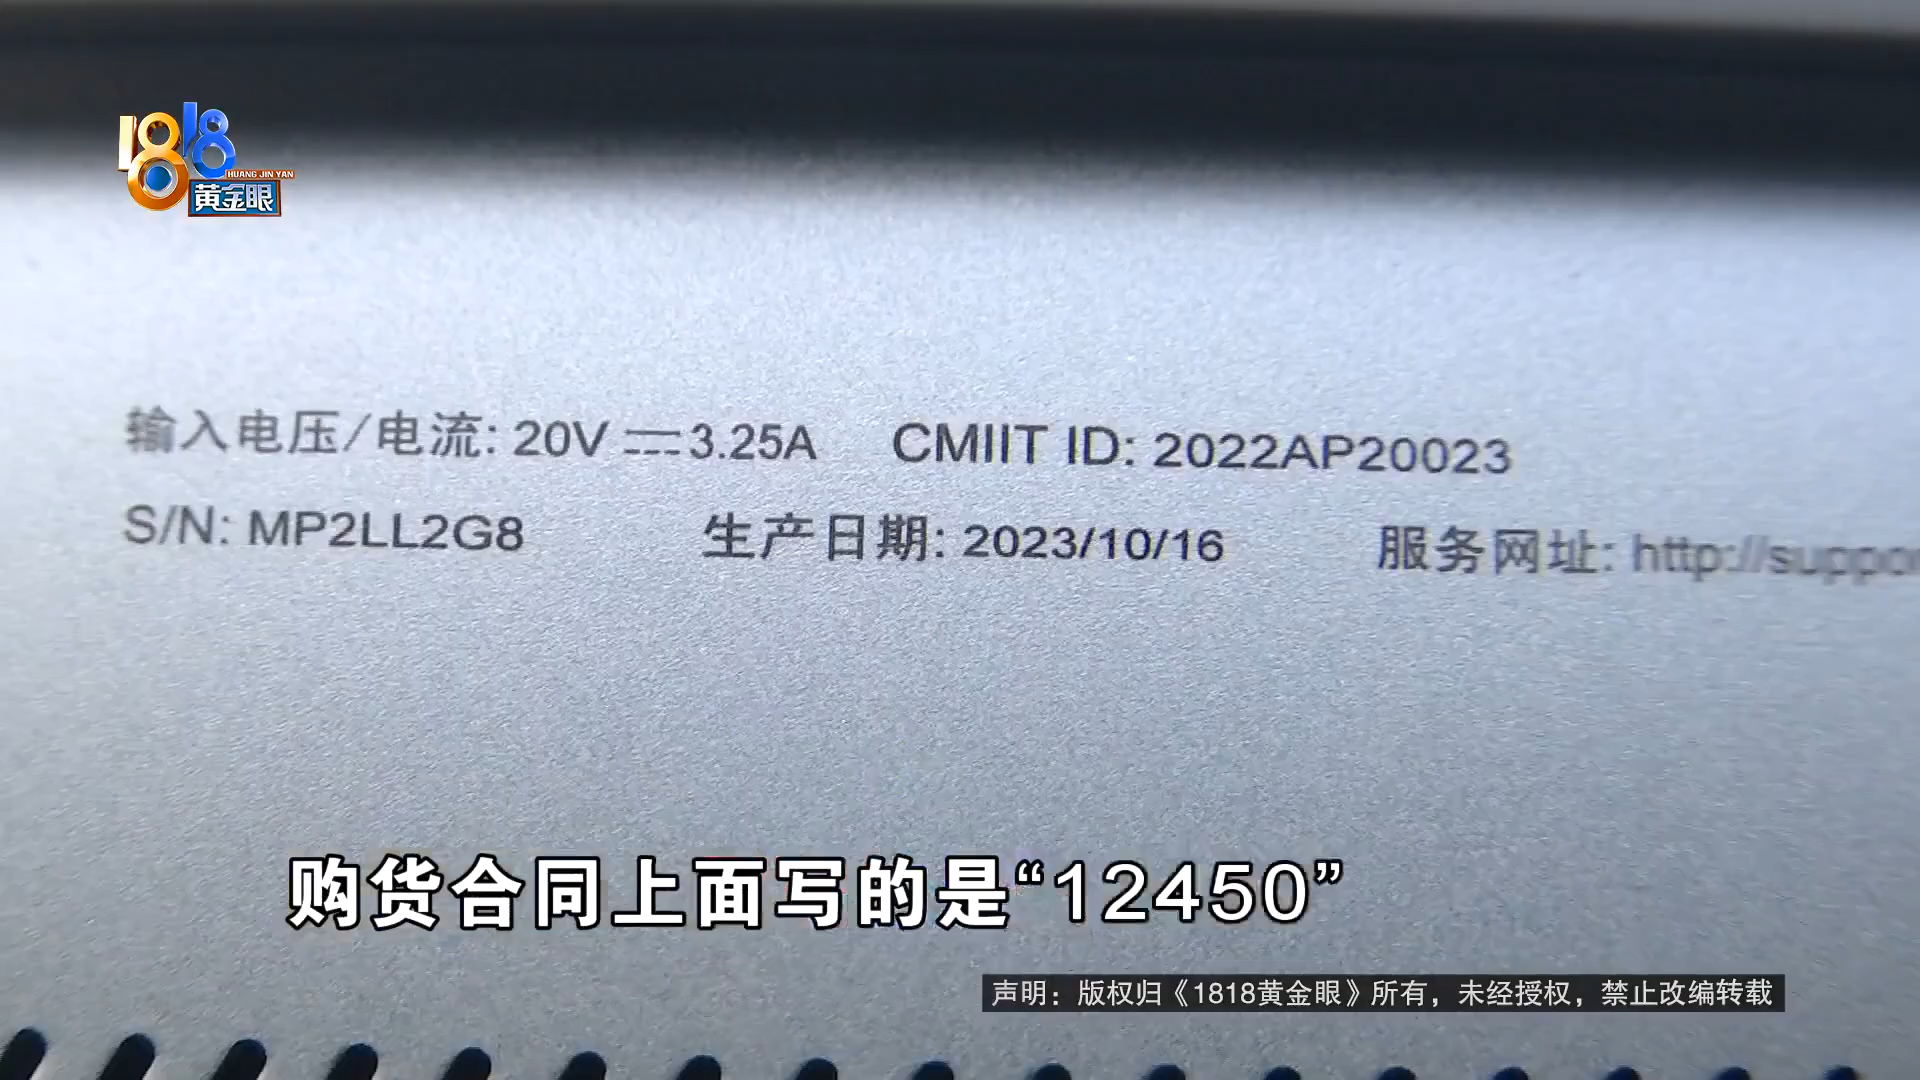 1818
HUANG JIN YAN
黄金眼
输入电压/电流: 20V ⎓ 3.25A CMIIT ID: 2022AP20023
S/N: MP2LL2G8 生产日期: 2023/10/16 服务网址: http://suppor
购货合同上面写的是“12450”
声明：版权归《1818黄金眼》所有，未经授权，禁止改编转载